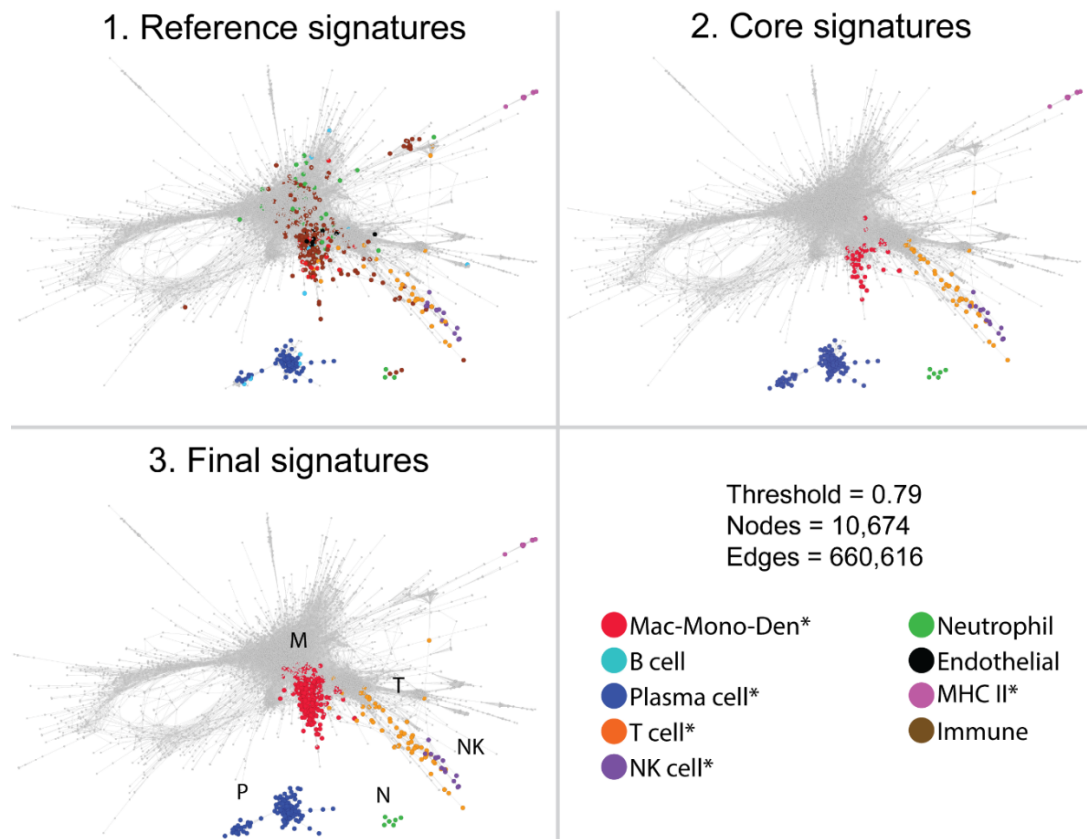 1. Reference signatures
2. Core signatures
3. Final signatures
M
T
NK
P
N
Threshold = 0.79
Nodes = 10,674
Edges = 660,616
Mac-Mono-Den*
B cell
Plasma cell*
T cell*
NK cell*
Neutrophil
Endothelial
MHC II*
Immune